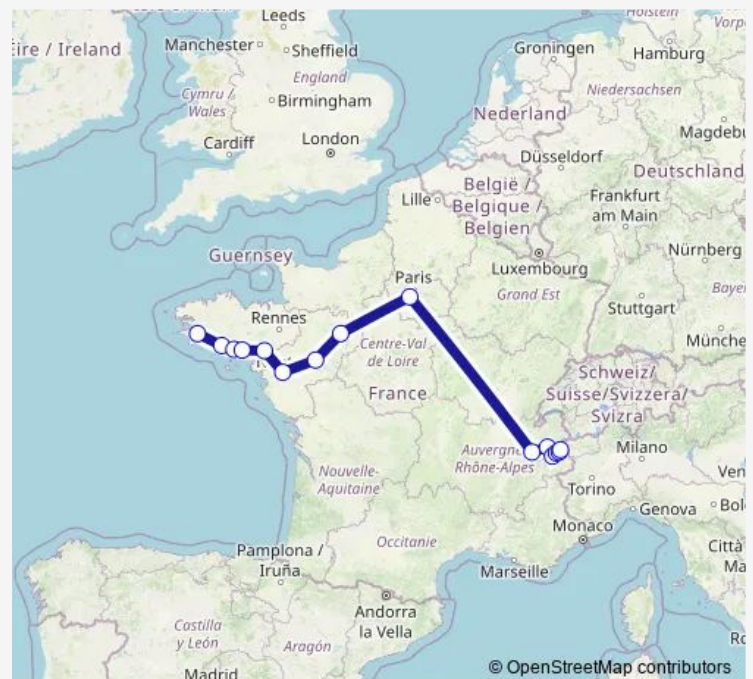 Leeds
Éire / Ireland
Manchester
Sheffield
England
Cymru /
Wales
Birmingham
Cardiff
London
Groningen
Hamburg
Niedersachsen
Nederland
Magdebu
Düsseldorf
Deutschland
België /
Belgique /
Belgien
Lille
Frankfurt
am Main
Guernsey
Luxembourg
Nürnberg
Paris
Grand Est
Bayer
Rennes
Stuttgart
Münche
Centre-Val
de Loire
Schweiz/
Suisse/Svizzera/
Svizra
France
Milano
Rhône-Alpes
Ven
Nouvelle-
Aquitaine
Torino
Genova
Bol
Monaco
Occitanie
Città
Ma
Pamplona /
Iruña
Marseille
Andorra
la Vella
Castilla
y León
Aragón
Madrid
© OpenStreetMap contributors